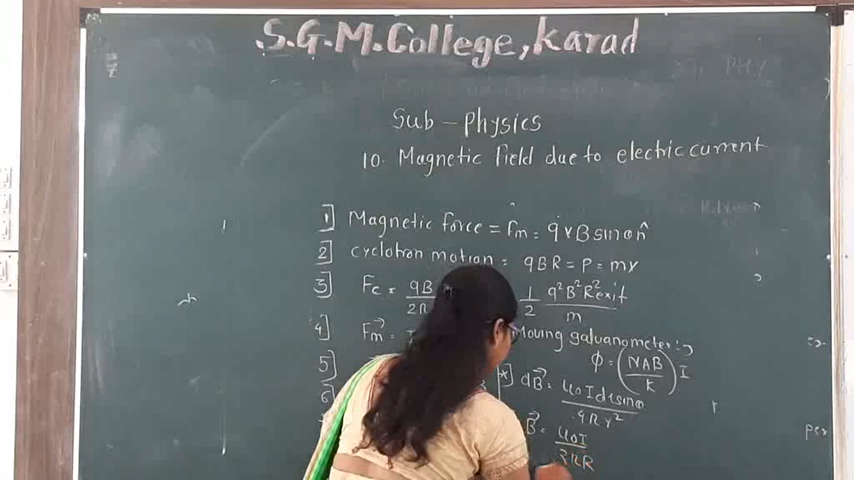 S.G.M. College, Karad
Sub - Physics
10. Magnetic field due to electric current
1] Magnetic force = Fm = qvB sinθ n̂
2] Cyclotron motion = qBR = P = mv
3] Fc = qB 1/2 q²B²R²exit / m
4] Fm = Moving galvanometer :-
Φ = (NAB / K) I
5] *] dB = μ0 I dl sinθ / 4π r²
6] B = μ0I / 2πR